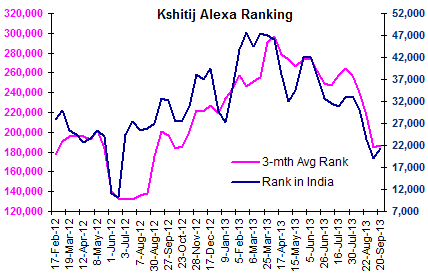 Kshitij Alexa Ranking
320,000
300,000
280,000
260,000
240,000
220,000
200,000
180,000
160,000
140,000
120,000
52,000
47,000
42,000
37,000
32,000
27,000
22,000
17,000
12,000
7,000
3-mth Avg Rank
Rank in India
17-Feb-12
19-Mar-12
12-Apr-12
8-May-12
1-Jun-12
3-Jul-12
7-Aug-12
30-Aug-12
27-Sep-12
23-Oct-12
28-Nov-12
17-Dec-12
9-Jan-13
5-Feb-13
5-Mar-13
25-Mar-13
17-Apr-13
15-May-13
5-Jun-13
26-Jun-13
16-Jul-13
30-Jul-13
22-Aug-13
20-Sep-13